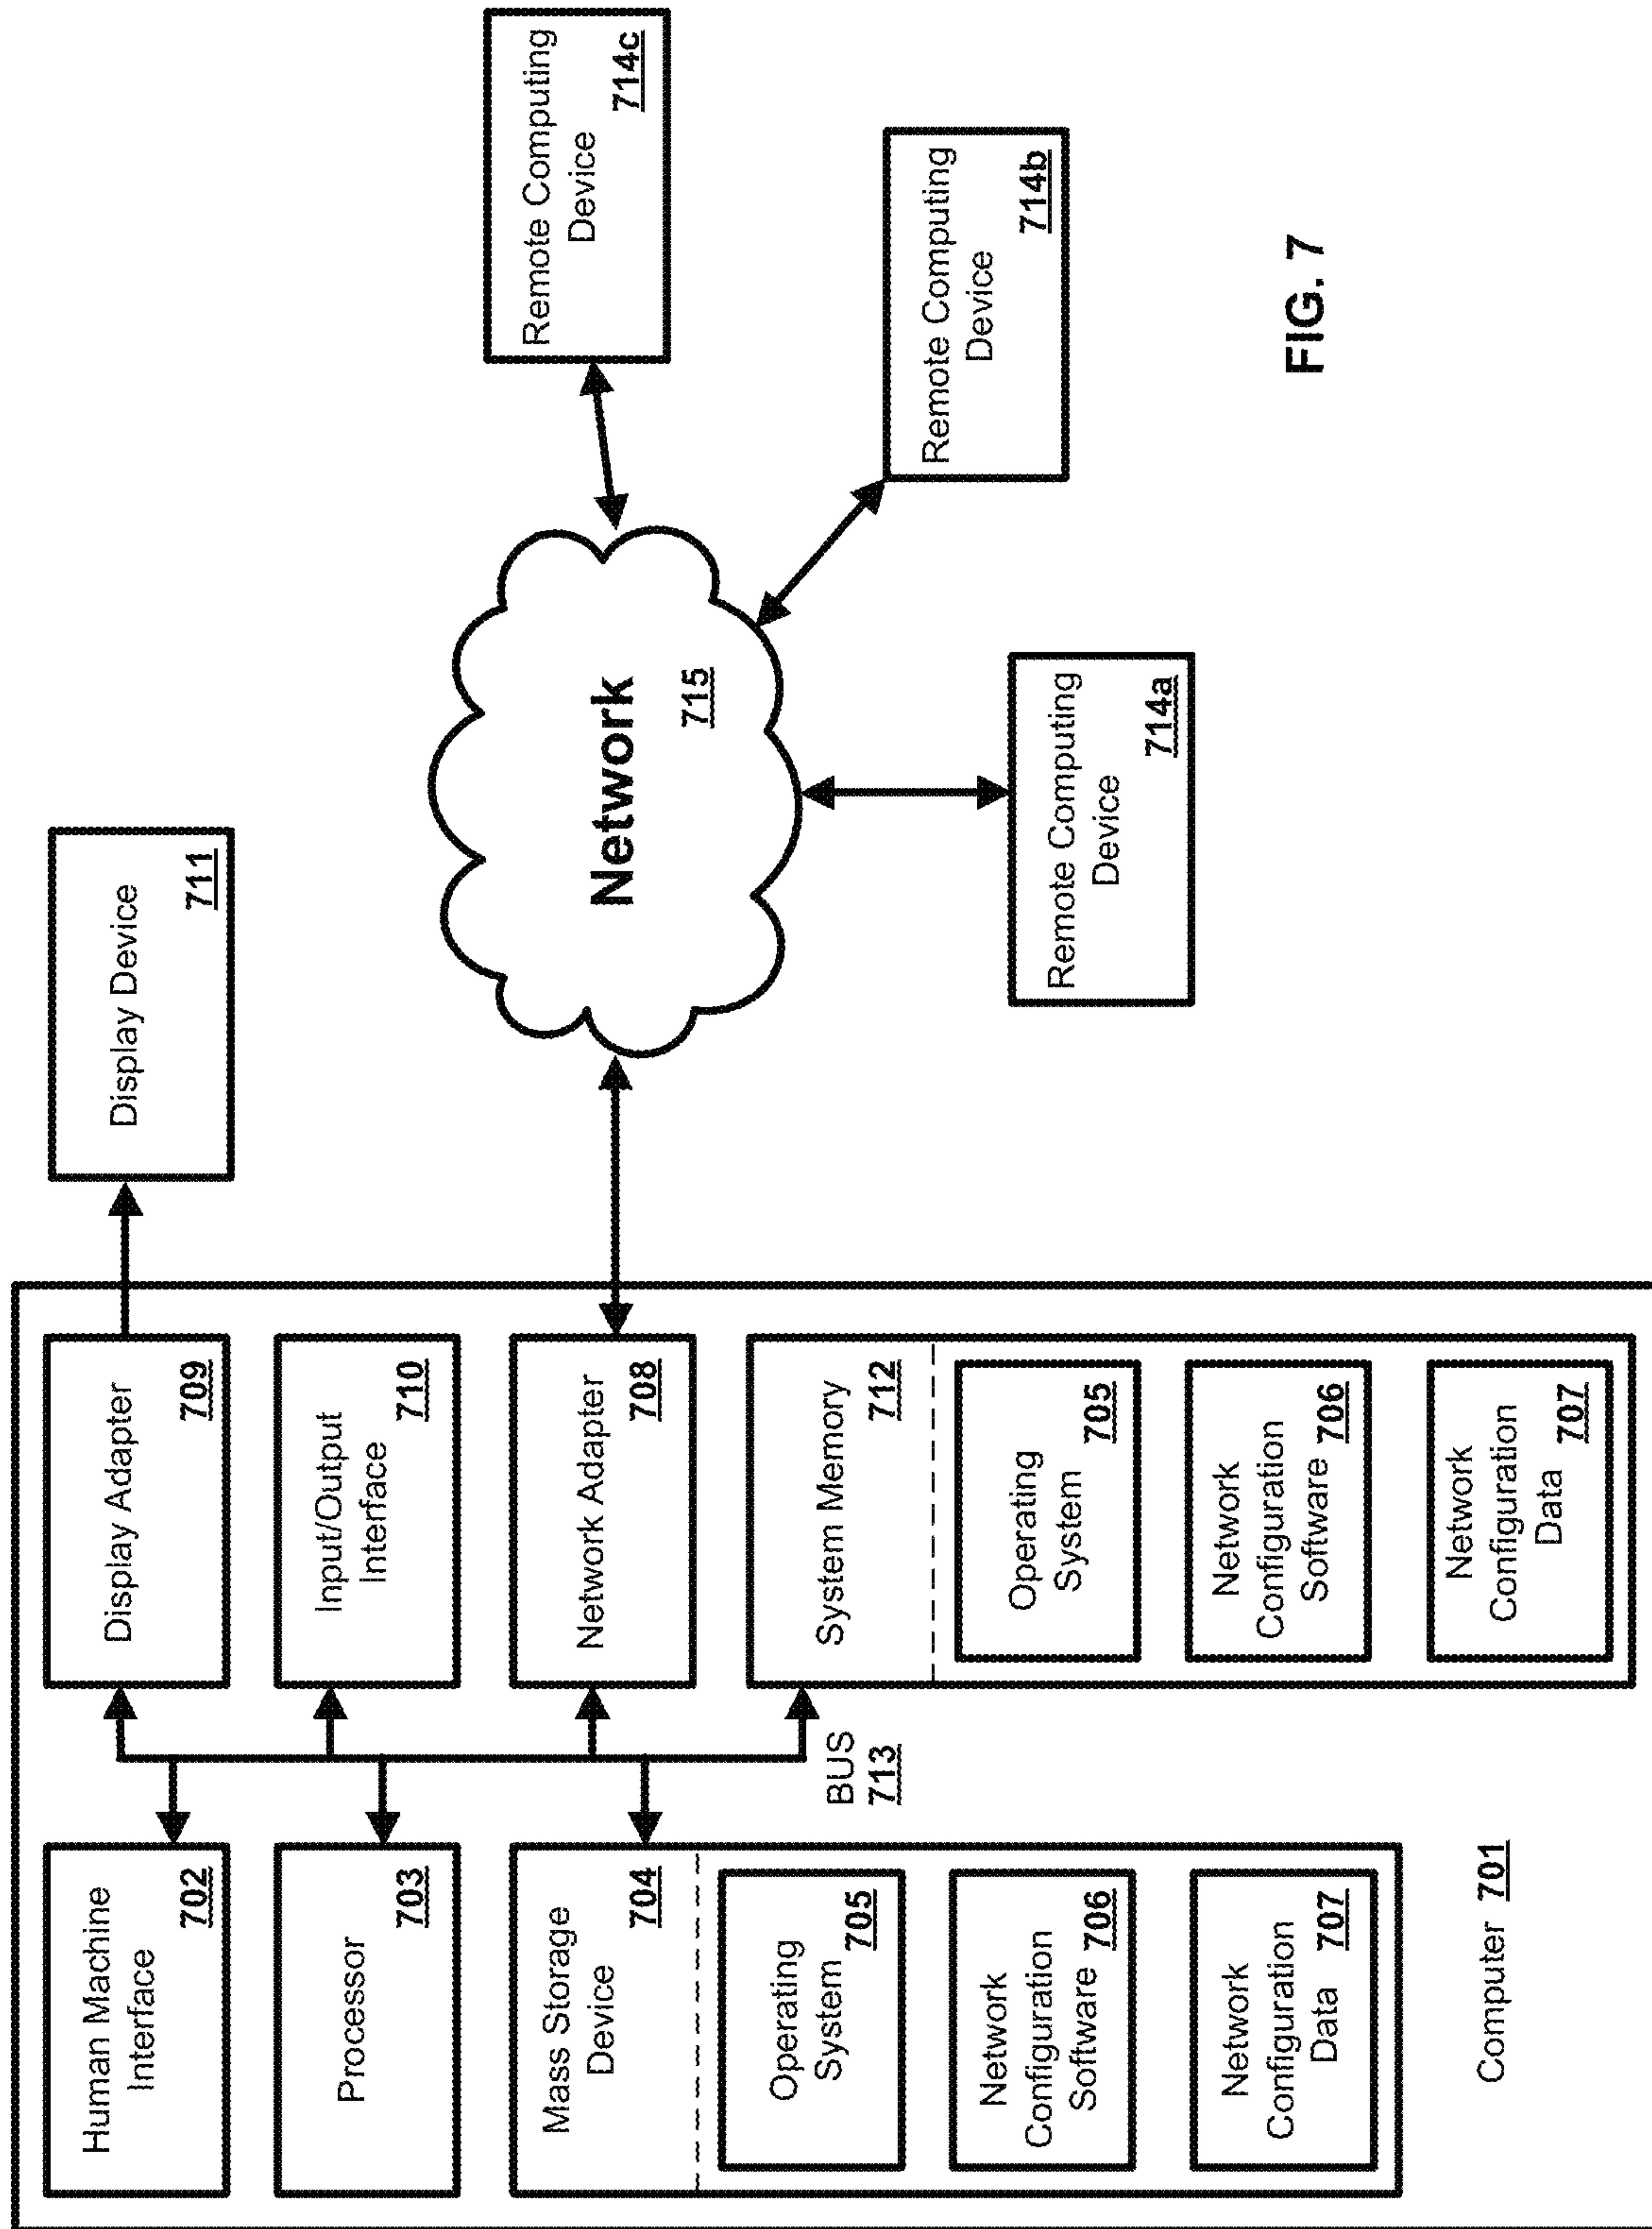 Human Machine
Interface
702
Processor
703
Mass Storage
Device
704
Operating
System
705
Network
Configuration
Software
706
Network
Configuration
Data
707
Computer 701
BUS
713
Display Adapter
709
Input/Output
Interface
710
Network Adapter
708
System Memory
712
Operating
System
705
Network
Configuration
Software
706
Network
Configuration
Data
707
Display Device
711
Network
715
Remote Computing
Device
714a
Remote Computing
Device
714b
Remote Computing
Device
714c
FIG. 7